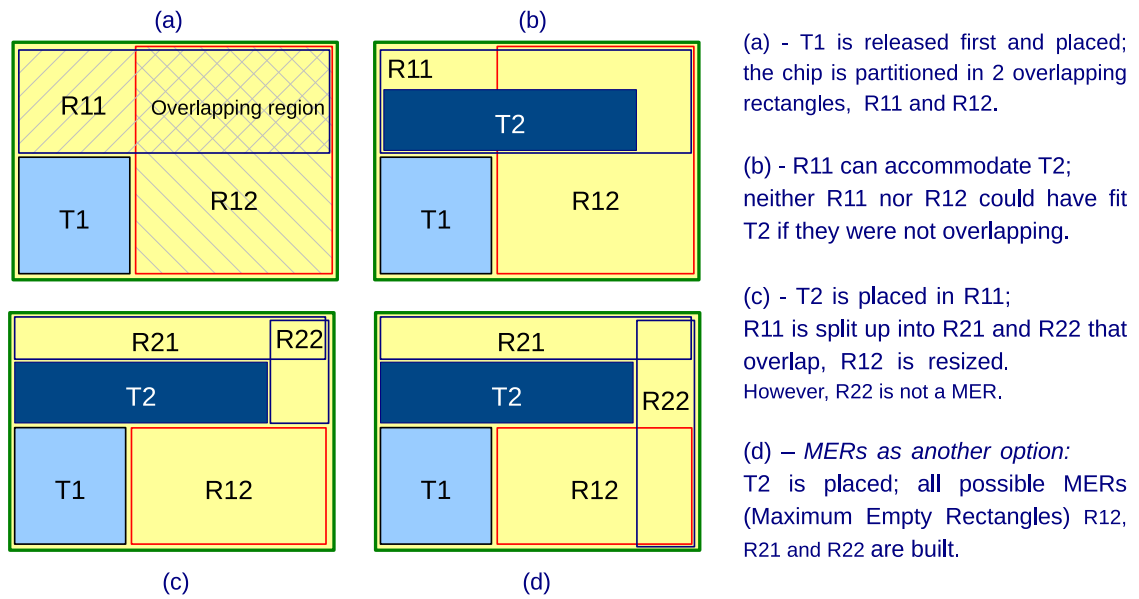 (a)
R11
Overlapping region
R12
T1
(b)
R11
T2
R12
T1
R21
R22
T2
T1
R12
(c)
R21
T2
R22
T1
R12
(d)
(a) - T1 is released first and placed;
the chip is partitioned in 2 overlapping
rectangles, R11 and R12.
(b) - R11 can accommodate T2;
neither R11 nor R12 could have fit
T2 if they were not overlapping.
(c) - T2 is placed in R11;
R11 is split up into R21 and R22 that
overlap, R12 is resized.
However, R22 is not a MER.
(d) – MERs as another option:
T2 is placed; all possible MERs
(Maximum Empty Rectangles) R12,
R21 and R22 are built.